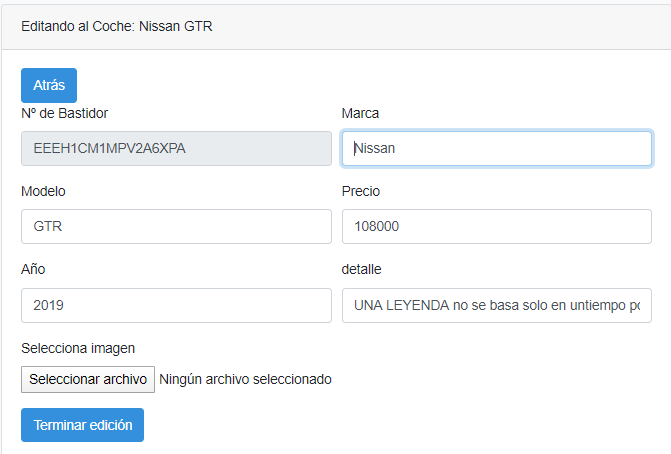 Editando al Coche: Nissan GTR
Atrás
Nº de Bastidor Marca
EEEH1CM1MPV2A6XPA Nissan
Modelo Precio
GTR 108000
Año detalle
2019 UNA LEYENDA no se basa solo en untiempo po
Selecciona imagen
Seleccionar archivo Ningún archivo seleccionado
Terminar edición